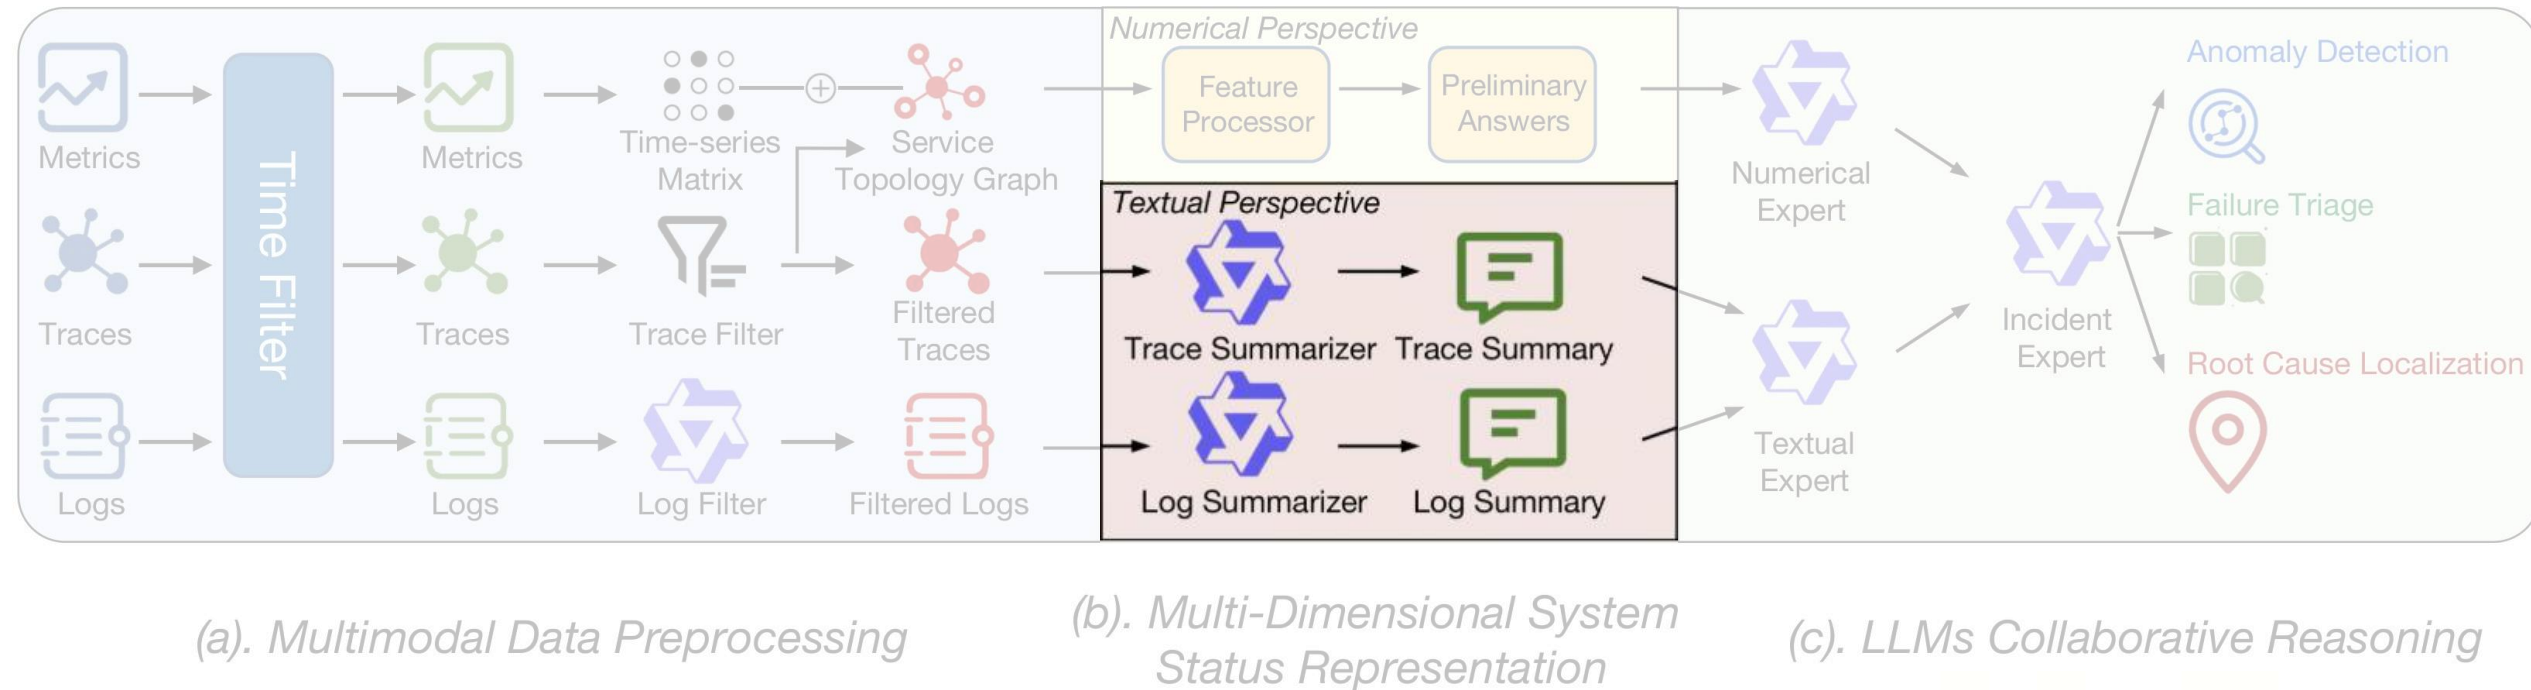 Numerical Perspective
Feature
Processor
Preliminary
Answers
Metrics
Time Filter
Metrics
Time-series
Matrix
Service
Topology Graph
Numerical
Expert
Anomaly Detection
Textual Perspective
Failure Triage
Traces
Traces
Trace Filter
Filtered
Traces
Trace Summarizer
Trace Summary
Incident
Expert
Root Cause Localization
Textual
Expert
Logs
Logs
Log Filter
Filtered Logs
Log Summarizer
Log Summary
(a). Multimodal Data Preprocessing
(b). Multi-Dimensional System
Status Representation
(c). LLMs Collaborative Reasoning